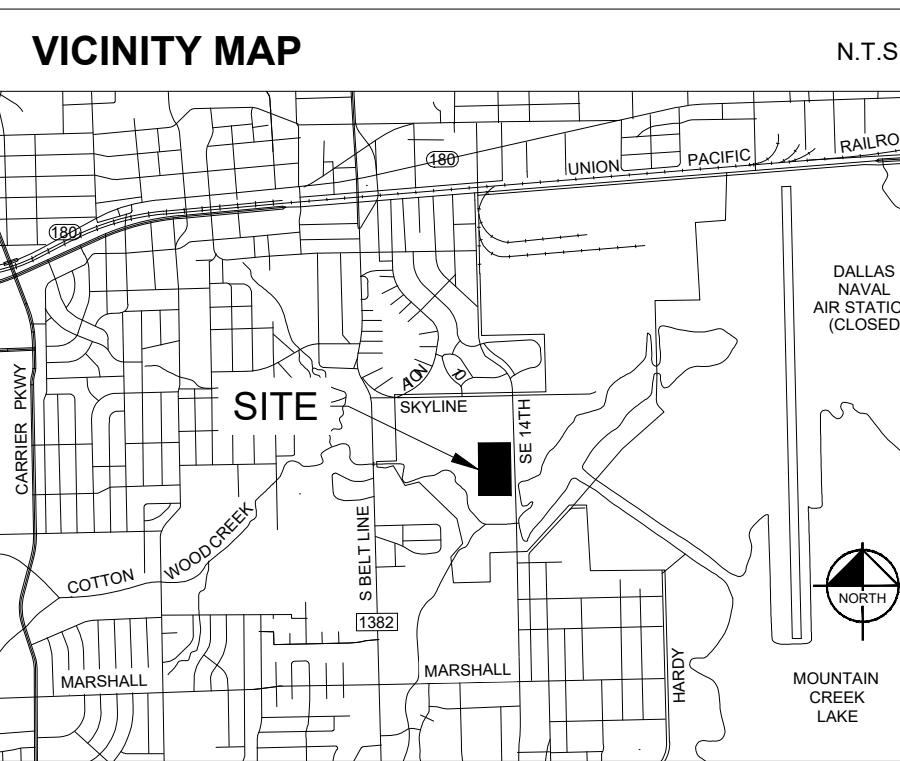 VICINITY MAP
N.T.S
180
UNION PACIFIC RAILRO
180
DALLAS
NAVAL
AIR STATIC
(CLOSED
CARRIER PKWY
SITE
SKYLINE
SE 14TH
S BELT LINE
COTTON WOOD CREEK
NORTH
1382
MARSHALL
MARSHALL
HARDY
MOUNTAIN
CREEK
LAKE